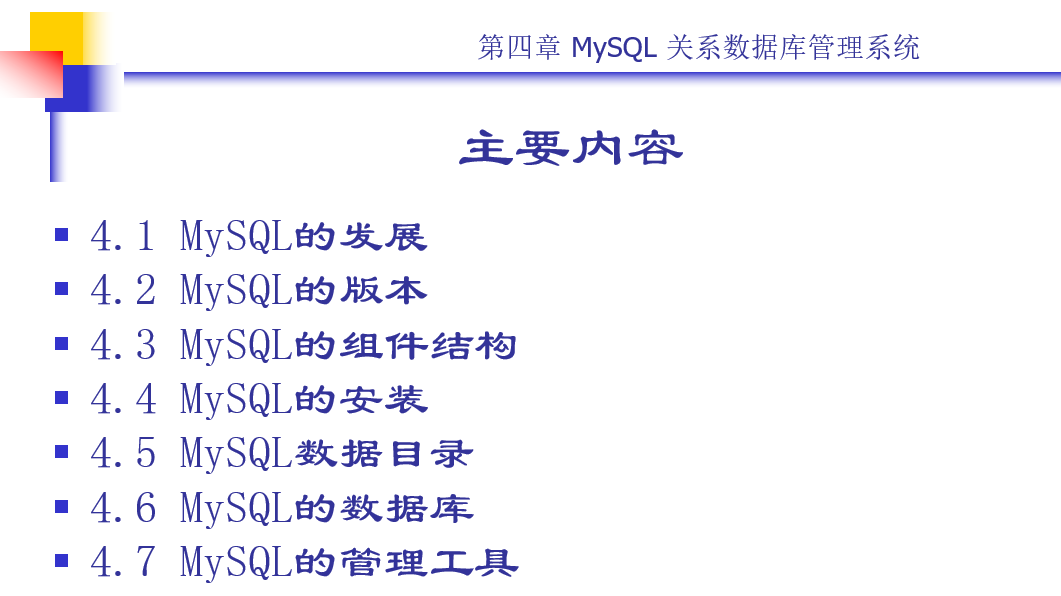 第四章 MySQL 关系数据库管理系统
主要内容
4.1 MySQL的发展
4.2 MySQL的版本
4.3 MySQL的组件结构
4.4 MySQL的安装
4.5 MySQL数据目录
4.6 MySQL的数据库
4.7 MySQL的管理工具